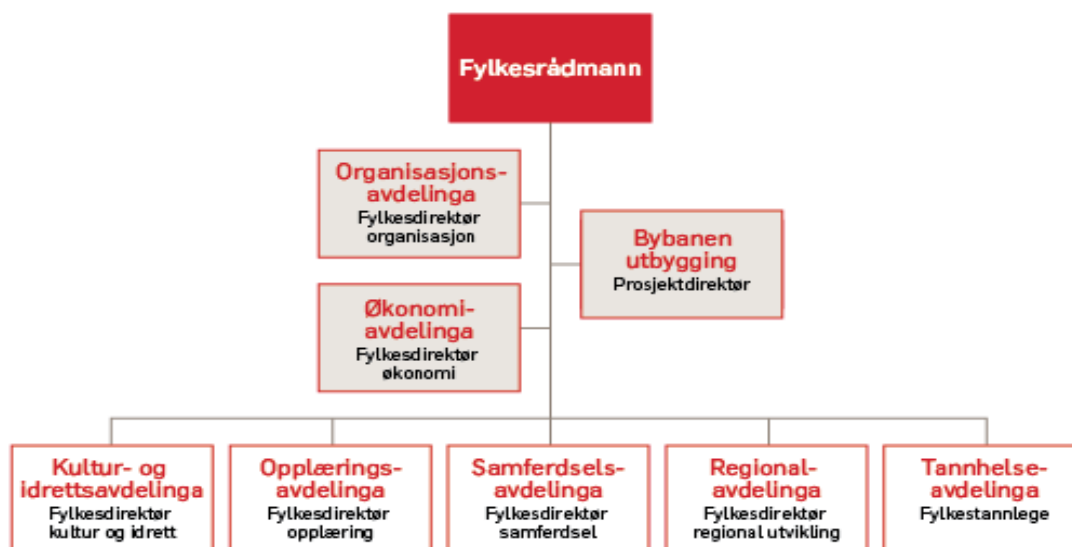 Fylkesrådmann
Organisasjons-
avdelinga
Fylkesdirektør
organisasjon
Bybanen
utbygging
Prosjektdirektør
Økonomi-
avdelinga
Fylkesdirektør
økonomi
Kultur- og
idrettsavdelinga
Fylkesdirektør
kultur og idrett
Opplærings-
avdelinga
Fylkesdirektør
opplæring
Samferdsels-
avdelinga
Fylkesdirektør
samferdsel
Regional-
avdelinga
Fylkesdirektør
regional utvikling
Tannhelse-
avdelinga
Fylkestannlege